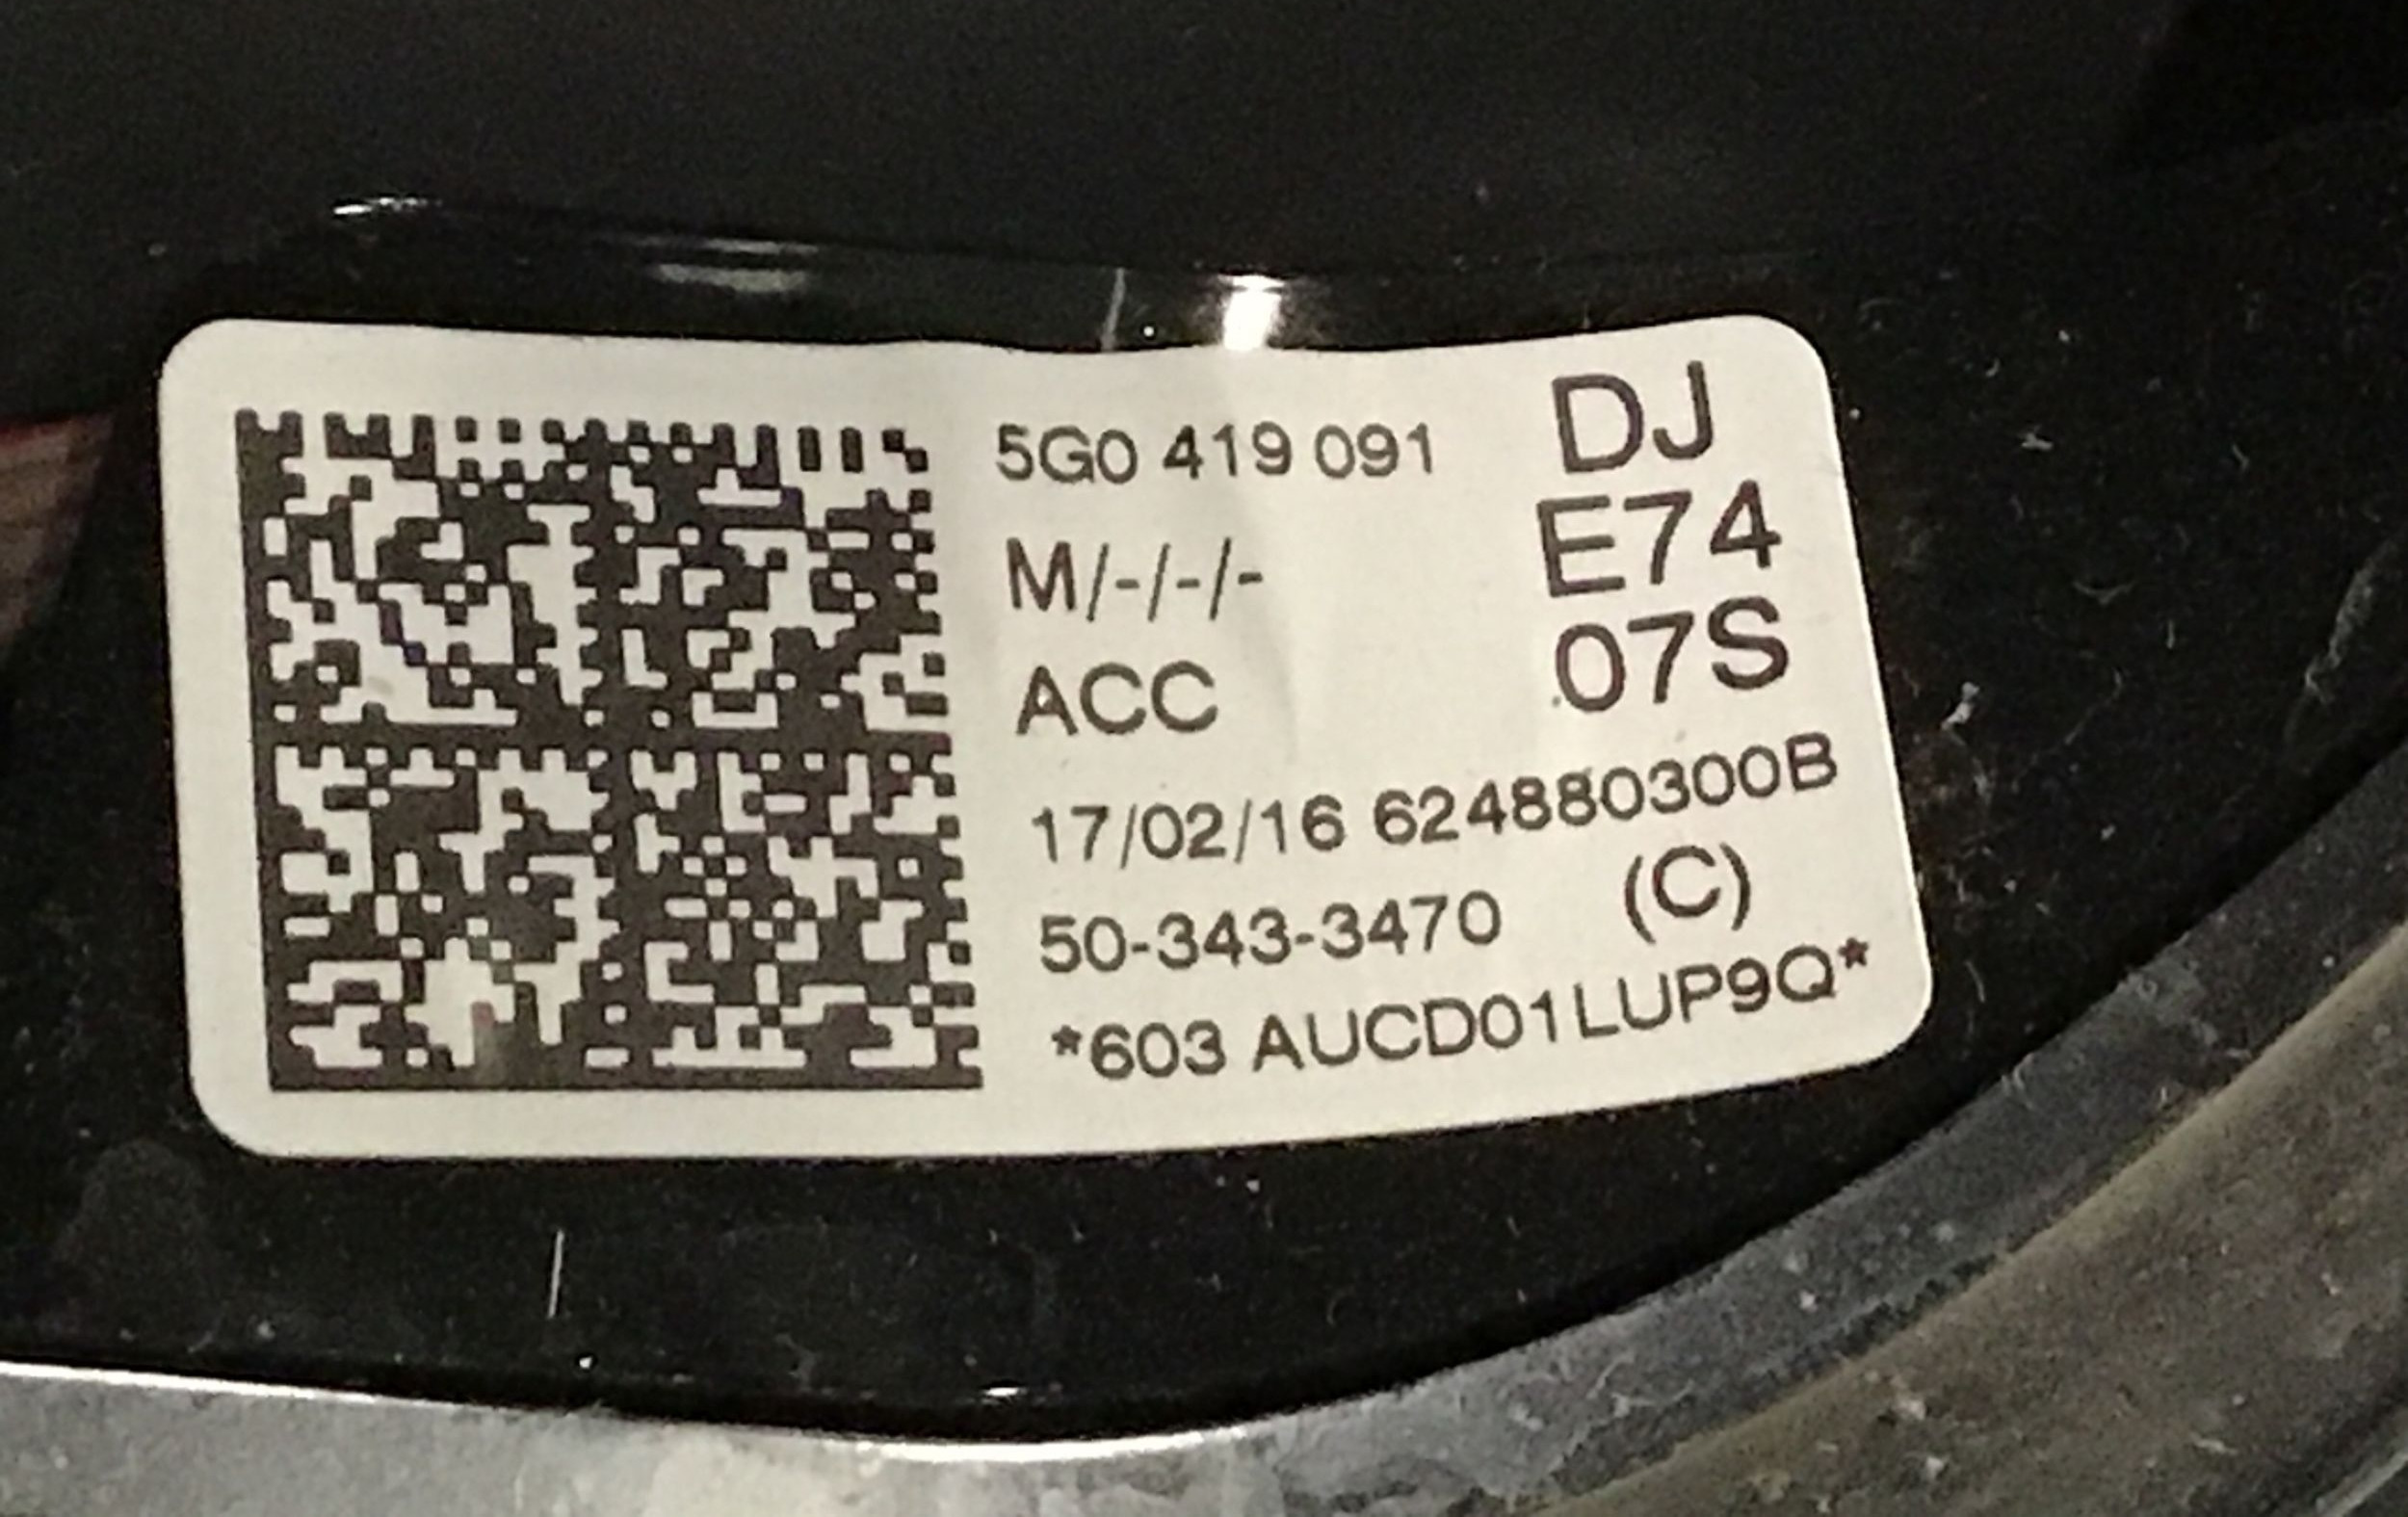 5G0 419 091
DJ
M/-/-/-
E74
ACC
07S
17/02/16 624880300B
50-343-3470 (C)
*603 AUCD01LUP9Q*